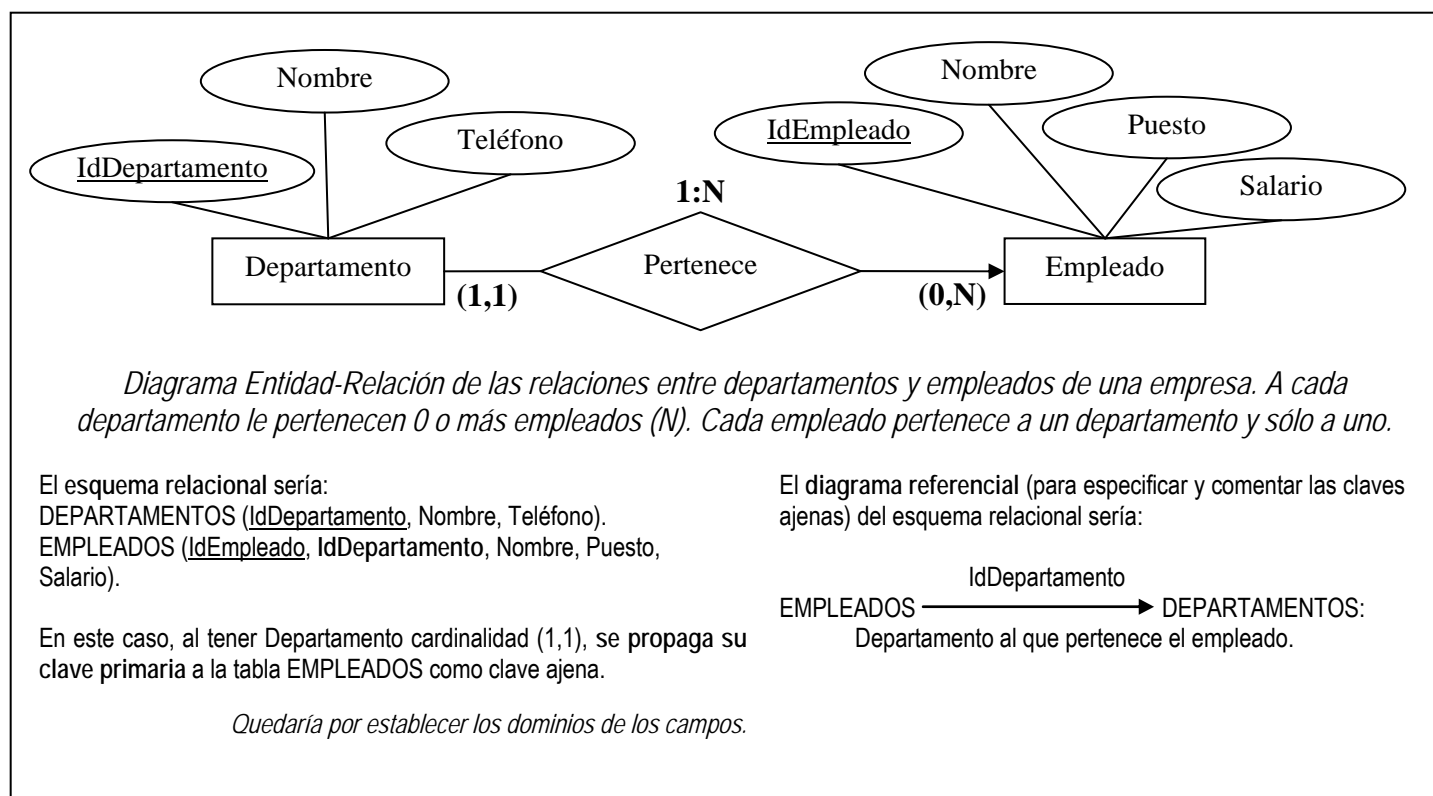 Nombre
Teléfono
IdDepartamento
Nombre
IdEmpleado
Puesto
Salario
1:N
Departamento
Pertenece
Empleado
(1,1)
(0,N)
Diagrama Entidad-Relación de las relaciones entre departamentos y empleados de una empresa. A cada
departamento le pertenecen 0 o más empleados (N). Cada empleado pertenece a un departamento y sólo a uno.
El esquema relacional sería:
DEPARTAMENTOS (IdDepartamento, Nombre, Teléfono).
EMPLEADOS (IdEmpleado, IdDepartamento, Nombre, Puesto,
Salario).
En este caso, al tener Departamento cardinalidad (1,1), se propaga su
clave primaria a la tabla EMPLEADOS como clave ajena.
Quedaría por establecer los dominios de los campos.
El diagrama referencial (para especificar y comentar las claves
ajenas) del esquema relacional sería:
IdDepartamento
EMPLEADOS DEPARTAMENTOS:
Departamento al que pertenece el empleado.